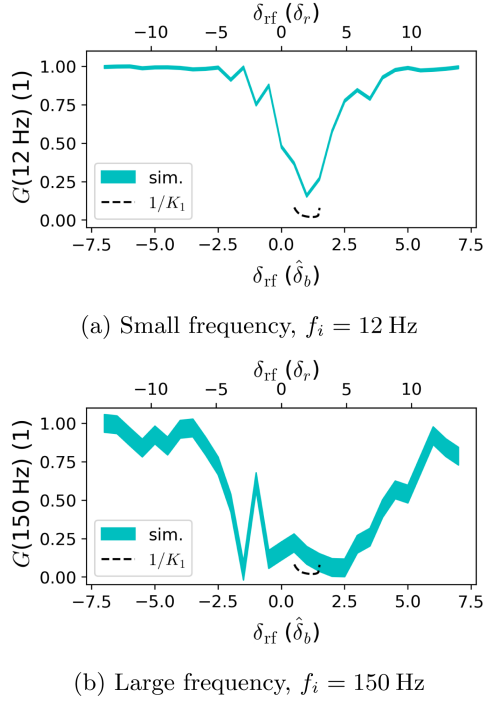 δrf (δr)
−10 −5 0 5 10
G(12 Hz) (1)
1.00
0.75
0.50
0.25
0.00
sim.
1/K1
−7.5 −5.0 −2.5 0.0 2.5 5.0 7.5
δrf (δ̂b)
(a) Small frequency, fi = 12 Hz
δrf (δr)
−10 −5 0 5 10
G(150 Hz) (1)
1.00
0.75
0.50
0.25
0.00
sim.
1/K1
−7.5 −5.0 −2.5 0.0 2.5 5.0 7.5
δrf (δ̂b)
(b) Large frequency, fi = 150 Hz